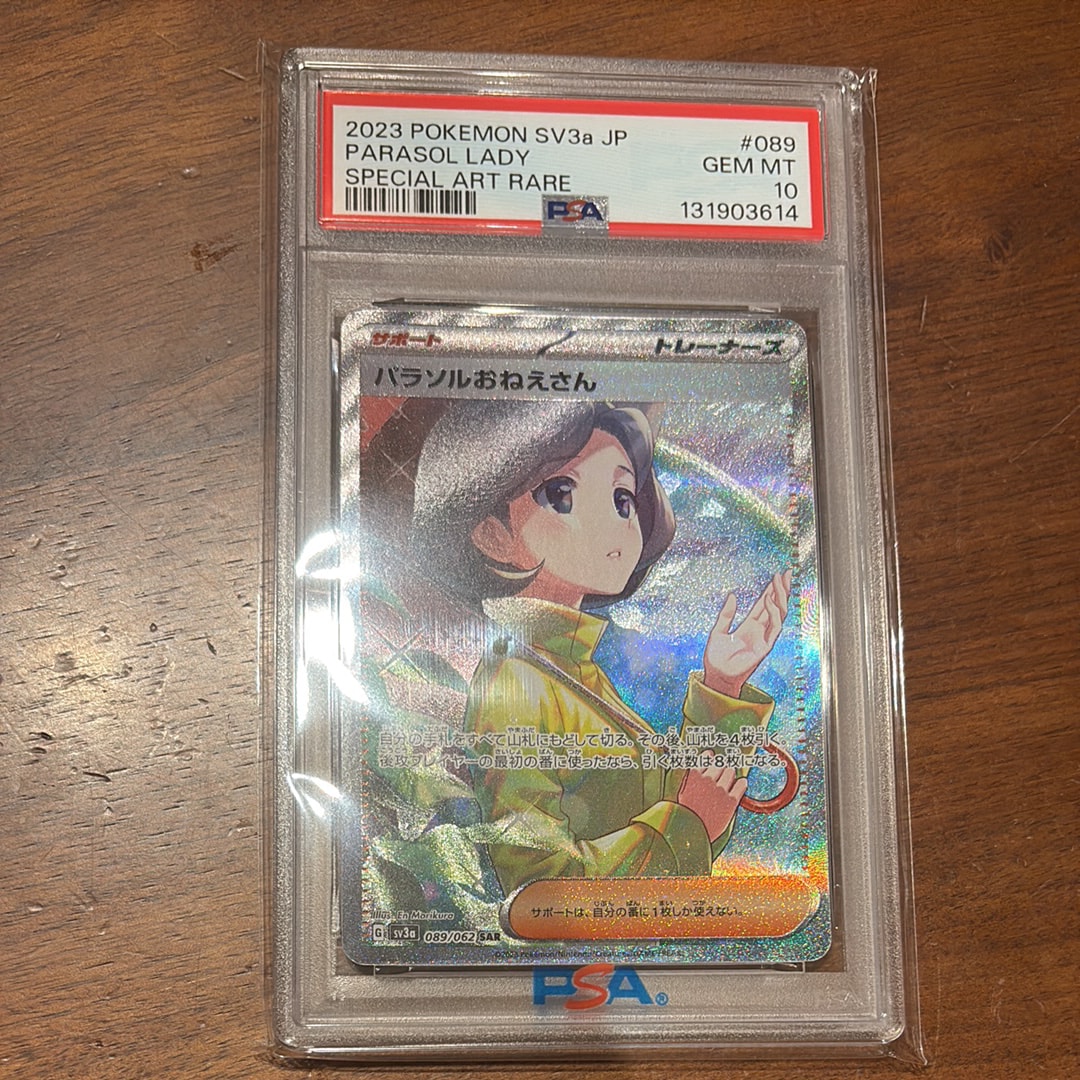 2023 POKEMON SV3a JP #089
PARASOL LADY GEM MT
SPECIAL ART RARE 10
PSA 131903614
サポート トレーナーズ
パラソルおねえさん
自分の手札をすべて山札にもどして切る。その後、山札を4枚引く。
後攻プレイヤーの最初の番に使ったなら、引く枚数は8枚になる。
サポートは、自分の番に1枚しか使えない。
Illus. En Morikura
G sv3a 089/062 SAR
PSA®